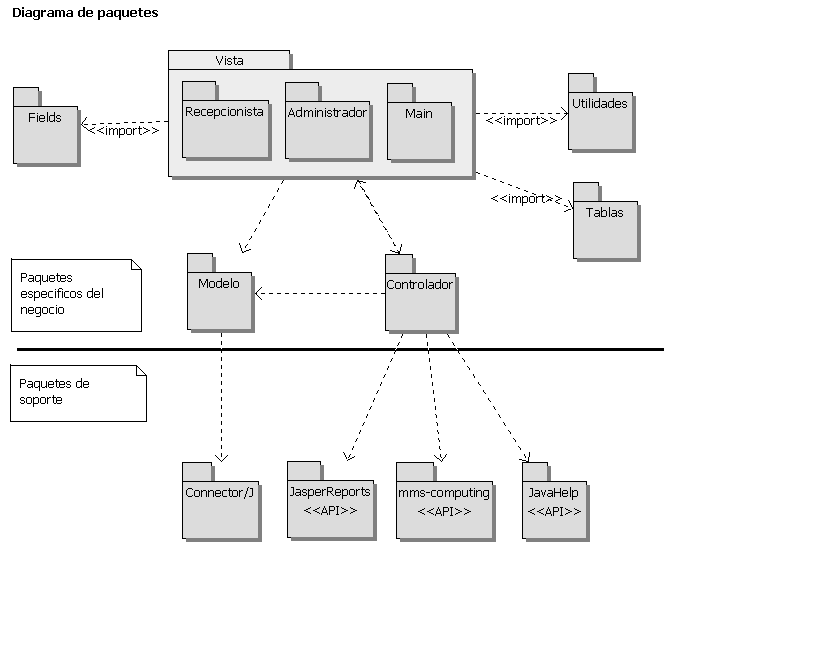 Diagrama de paquetes
Vista
Fields
Recepcionista
Administrador
Main
Utilidades
<<import>>
<<import>>
<<import>>
Tablas
Paquetes
especificos del
negocio
Modelo
Controlador
Paquetes de
soporte
Connector/J
JasperReports
<<API>>
mms-computing
<<API>>
JavaHelp
<<API>>